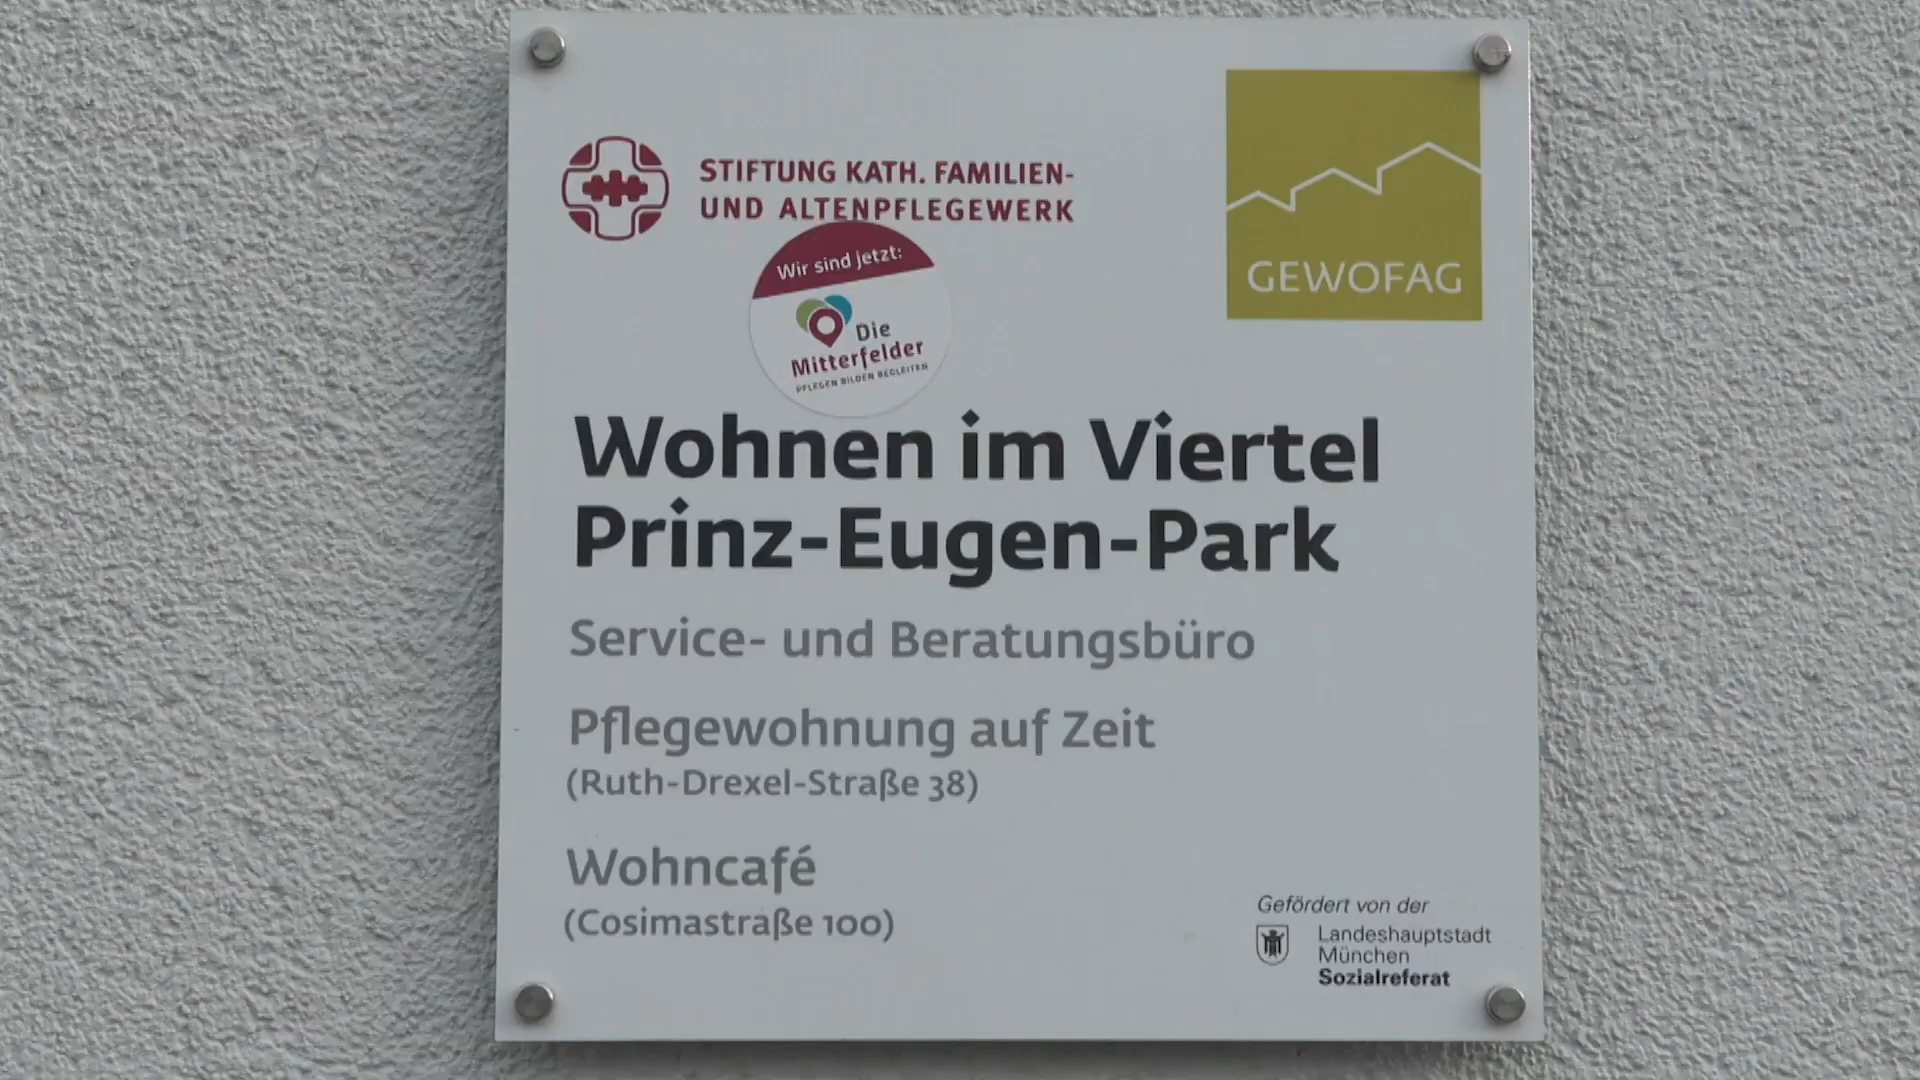 STIFTUNG KATH. FAMILIEN-
UND ALTENPFLEGEWERK
GEWOFAG
Wir sind jetzt:
Die
Mitterfelder
PFLEGEN BILDEN BEGLEITEN
Wohnen im Viertel
Prinz-Eugen-Park
Service- und Beratungsbüro
Pflegewohnung auf Zeit
(Ruth-Drexel-Straße 38)
Wohncafé
(Cosimastraße 100)
Gefördert von der
Landeshauptstadt
München
Sozialreferat